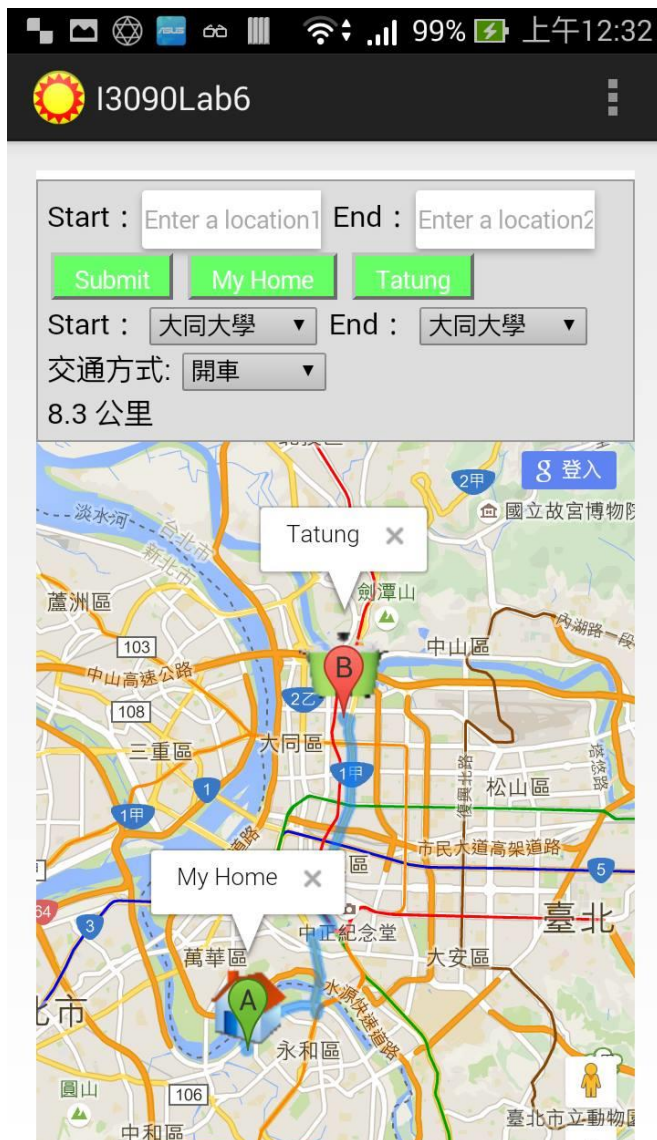 99% 上午12:32
I3090Lab6
Start： Enter a location1 End： Enter a location2
Submit My Home Tatung
Start： 大同大學 End： 大同大學
交通方式: 開車
8.3 公里
2甲 g 登入
淡水河 台北市 國立故宮博物院
新北市
Tatung
蘆洲區 劍潭山
103 中山區 內湖路一段
中山高速公路 B
108 2乙
三重區 大同區 1甲 復興北路 塔悠路
1 松山區
1甲
市民大道高架道路
My Home 區 5
64 3 中正紀念堂 臺北
萬華區 大安區
A 水源快速道路
北市 永和區
圓山 106
中和區 臺北市立動物園